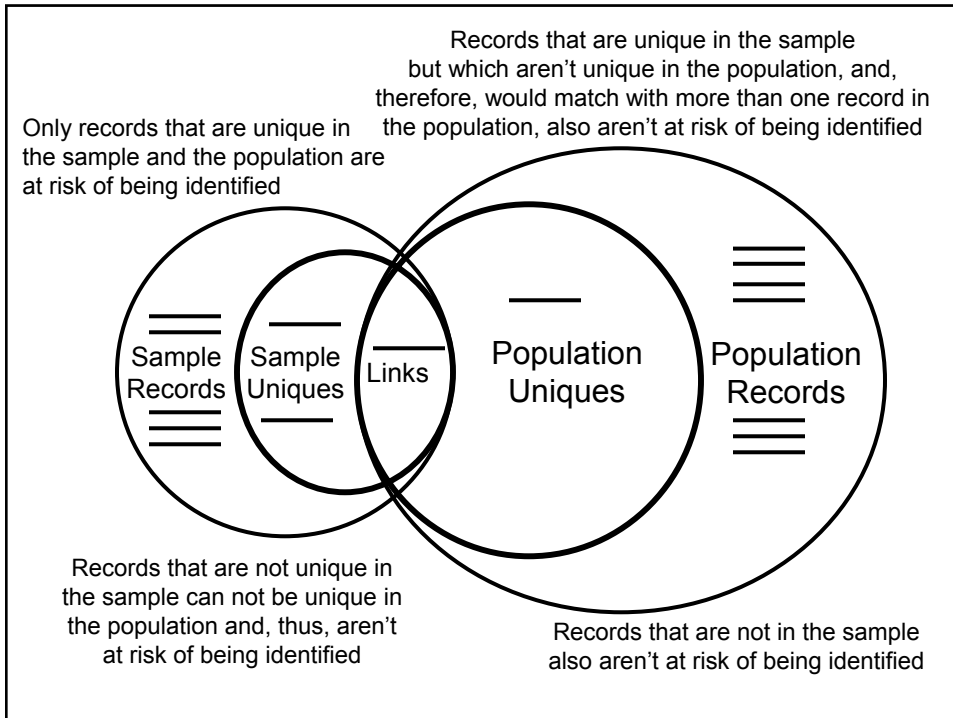 Records that are unique in the sample
but which aren’t unique in the population, and,
therefore, would match with more than one record in
the population, also aren’t at risk of being identified
Only records that are unique in
the sample and the population are
at risk of being identified
Sample
Records
Sample
Uniques
Links
Population
Uniques
Population
Records
Records that are not unique in
the sample can not be unique in
the population and, thus, aren’t
at risk of being identified
Records that are not in the sample
also aren’t at risk of being identified